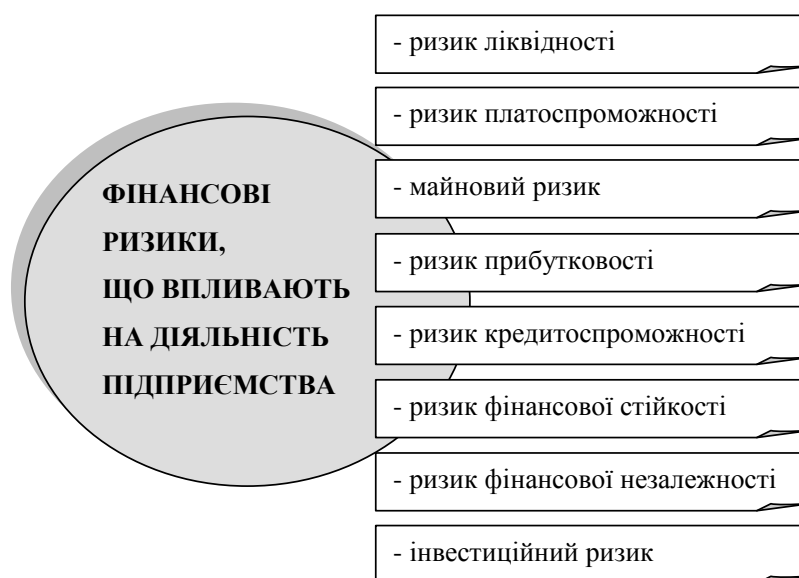 ФІНАНСОВІ
РИЗИКИ,
ЩО ВПЛИВАЮТЬ
НА ДІЯЛЬНІСТЬ
ПІДПРИЄМСТВА
- ризик ліквідності
- ризик платоспроможності
- майновий ризик
- ризик прибутковості
- ризик кредитоспроможності
- ризик фінансової стійкості
- ризик фінансової незалежності
- інвестиційний ризик